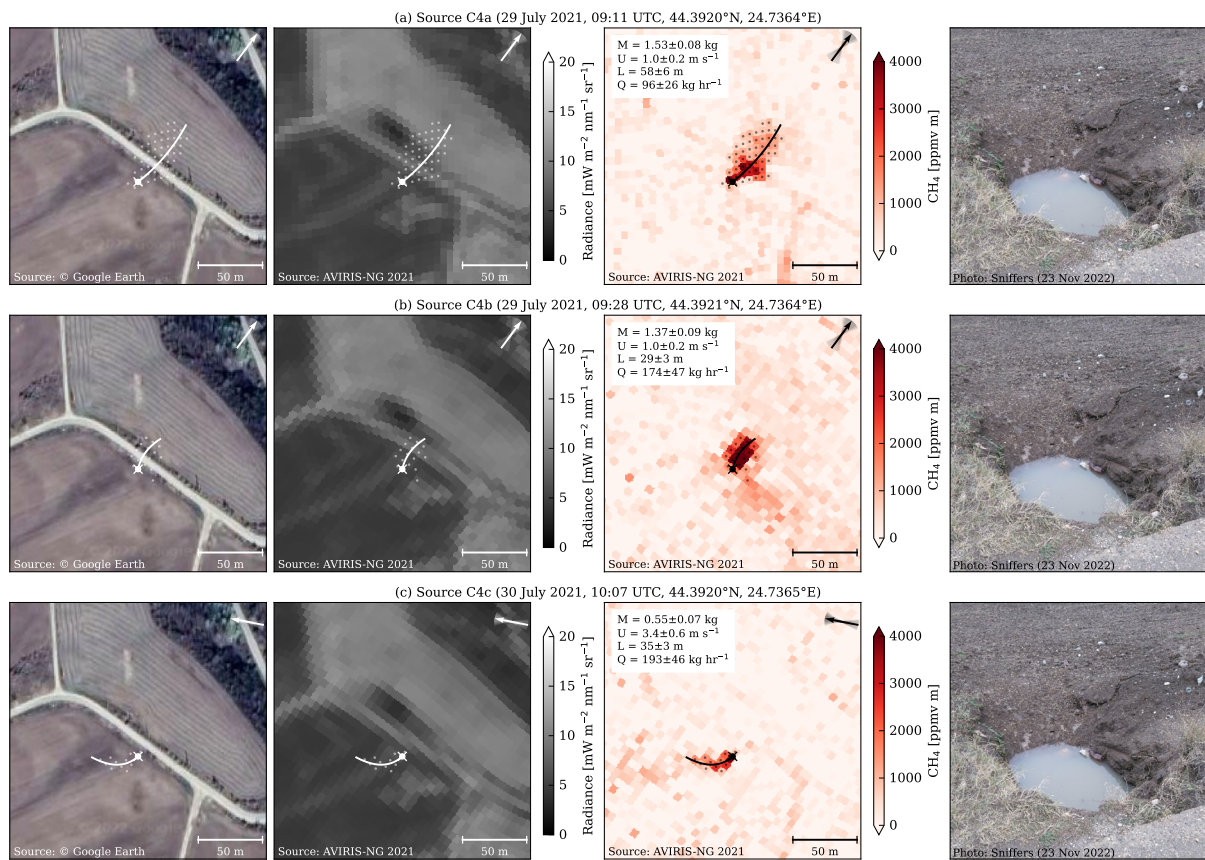 (a) Source C4a (29 July 2021, 09:11 UTC, 44.3920°N, 24.7364°E)
Source: © Google Earth
50 m
Source: AVIRIS-NG 2021
50 m
20
15
10
5
0
Radiance [mW m⁻² nm⁻¹ sr⁻¹]
M = 1.53±0.08 kg
U = 1.0±0.2 m s⁻¹
L = 58±6 m
Q = 96±26 kg hr⁻¹
Source: AVIRIS-NG 2021
50 m
4000
3000
2000
1000
0
CH₄ [ppmv m]
Photo: Sniffers (23 Nov 2022)
(b) Source C4b (29 July 2021, 09:28 UTC, 44.3921°N, 24.7364°E)
Source: © Google Earth
50 m
Source: AVIRIS-NG 2021
50 m
20
15
10
5
0
Radiance [mW m⁻² nm⁻¹ sr⁻¹]
M = 1.37±0.09 kg
U = 1.0±0.2 m s⁻¹
L = 29±3 m
Q = 174±47 kg hr⁻¹
Source: AVIRIS-NG 2021
50 m
4000
3000
2000
1000
0
CH₄ [ppmv m]
Photo: Sniffers (23 Nov 2022)
(c) Source C4c (30 July 2021, 10:07 UTC, 44.3920°N, 24.7365°E)
Source: © Google Earth
50 m
Source: AVIRIS-NG 2021
50 m
20
15
10
5
0
Radiance [mW m⁻² nm⁻¹ sr⁻¹]
M = 0.55±0.07 kg
U = 3.4±0.6 m s⁻¹
L = 35±3 m
Q = 193±46 kg hr⁻¹
Source: AVIRIS-NG 2021
50 m
4000
3000
2000
1000
0
CH₄ [ppmv m]
Photo: Sniffers (23 Nov 2022)